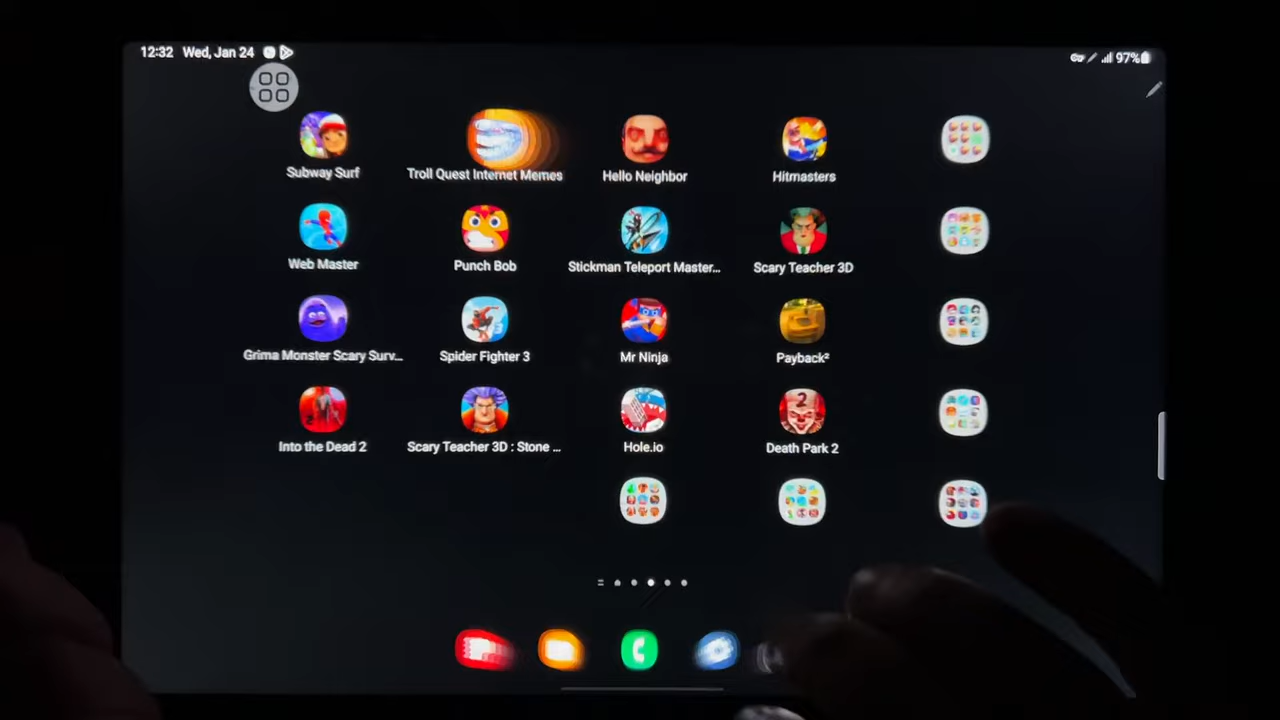 12:32 Wed, Jan 24
97%
Subway Surf
Troll Quest Internet Memes
Hello Neighbor
Hitmasters
Web Master
Punch Bob
Stickman Teleport Master...
Scary Teacher 3D
Grima Monster Scary Surv...
Spider Fighter 3
Mr Ninja
Payback²
Into the Dead 2
Scary Teacher 3D : Stone ...
Hole.io
Death Park 2